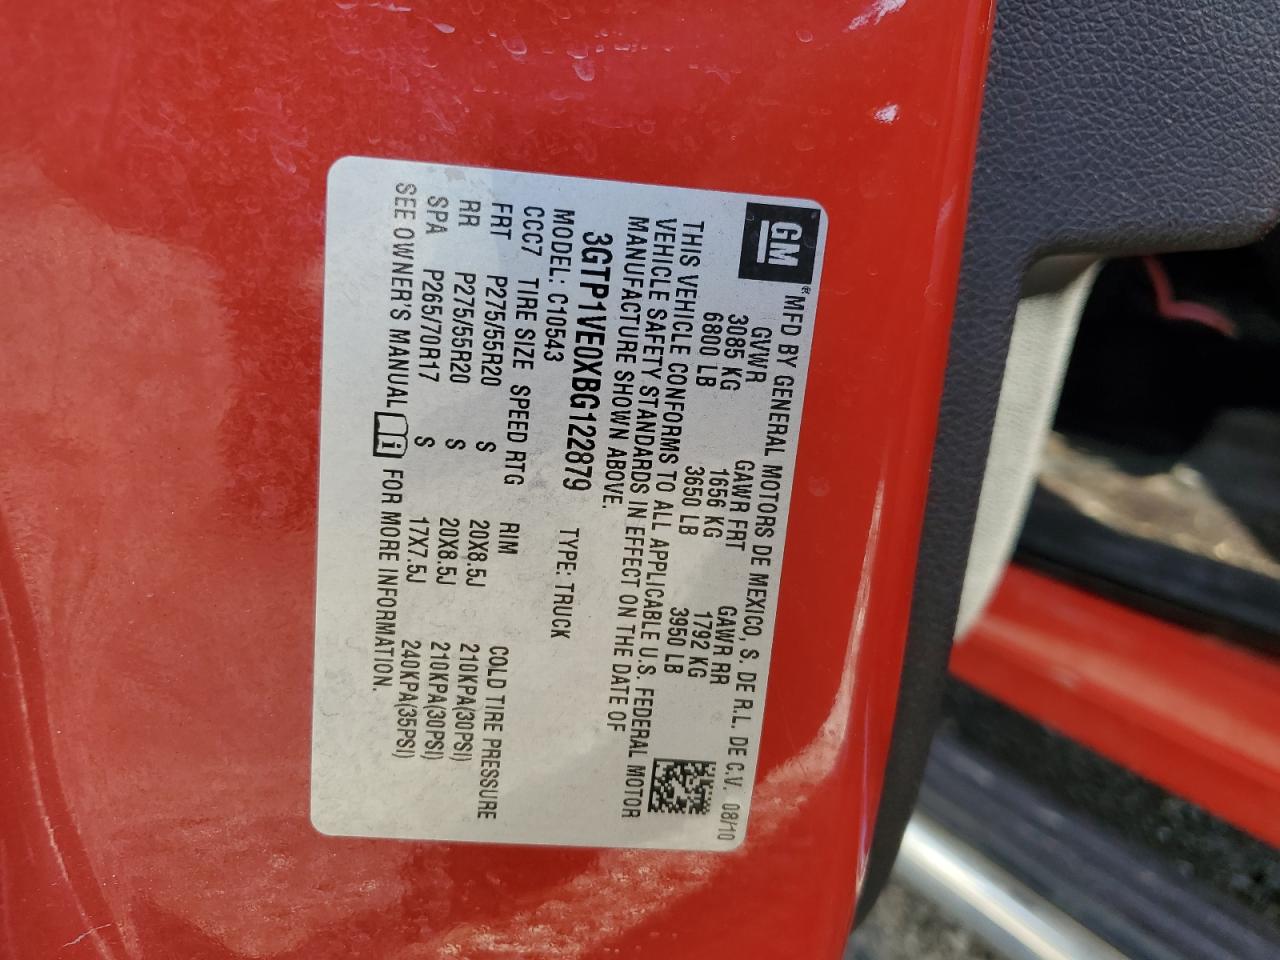 GM® MFD BY GENERAL MOTORS DE MEXICO, S. DE R.L. DE C.V. 08/10
GVWR GAWR FRT GAWR RR
3085 KG 1656 KG 1792 KG
6800 LB 3650 LB 3950 LB
THIS VEHICLE CONFORMS TO ALL APPLICABLE U.S. FEDERAL MOTOR
VEHICLE SAFETY STANDARDS IN EFFECT ON THE DATE OF
MANUFACTURE SHOWN ABOVE.
3GTP1VE0XBG122879 TYPE: TRUCK
MODEL: C10543
CCC7 TIRE SIZE SPEED RTG RIM COLD TIRE PRESSURE
FRT P275/55R20 S 20X8.5J 210KPA(30PSI)
RR P275/55R20 S 20X8.5J 210KPA(30PSI)
SPA P265/70R17 S 17X7.5J 240KPA(35PSI)
SEE OWNER'S MANUAL i FOR MORE INFORMATION.